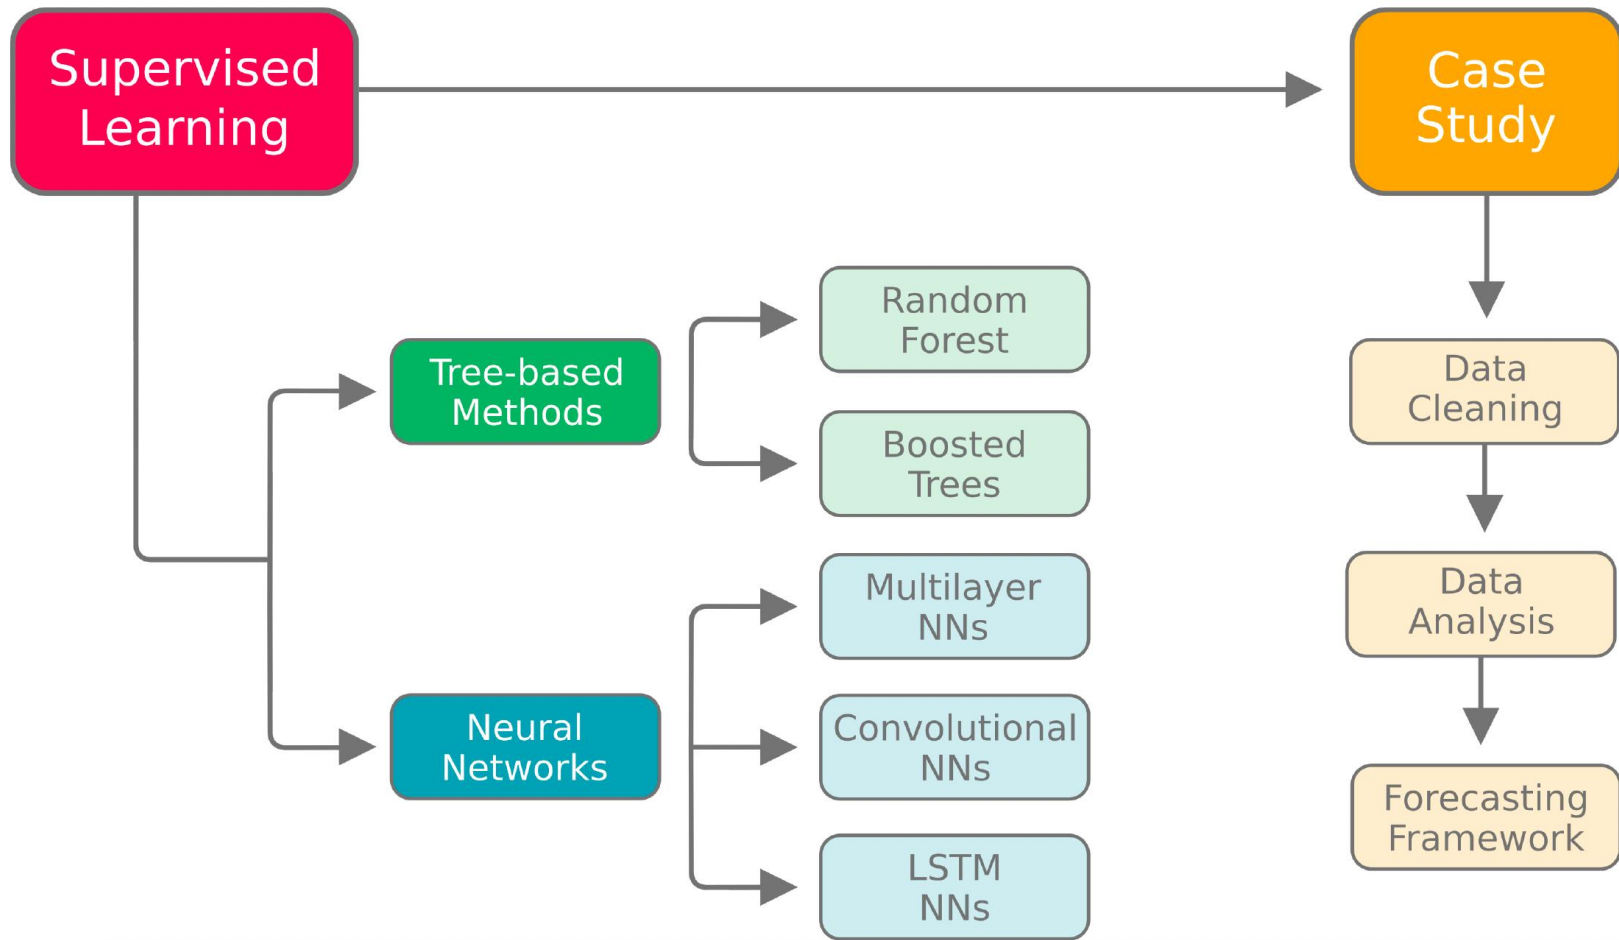 Supervised
Learning
Case
Study
Tree-based
Methods
Random
Forest
Boosted
Trees
Neural
Networks
Multilayer
NNs
Convolutional
NNs
LSTM
NNs
Data
Cleaning
Data
Analysis
Forecasting
Framework